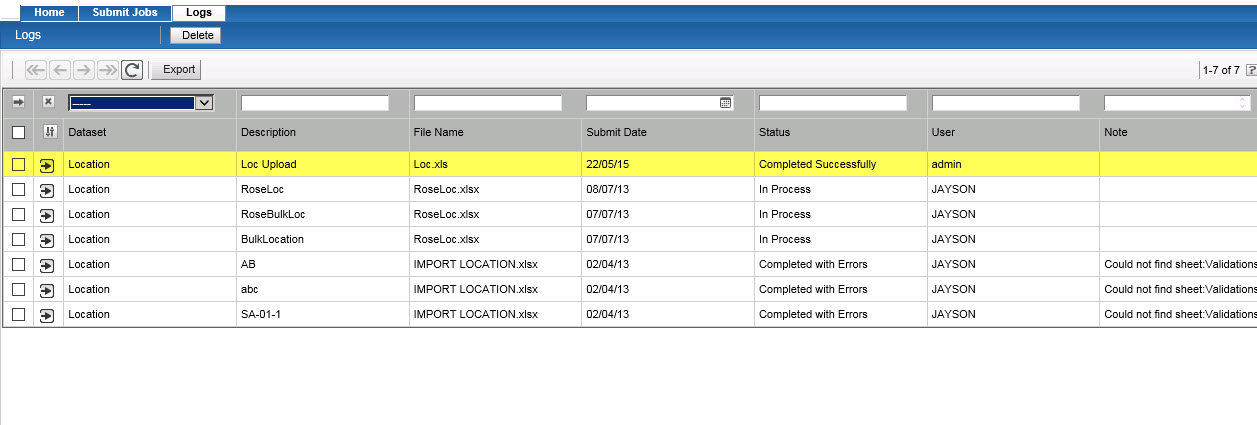 Home Submit Jobs Logs
Logs Delete
Export 1-7 of 7 ?
-----
Dataset Description File Name Submit Date Status User Note
Location Loc Upload Loc.xls 22/05/15 Completed Successfully admin
Location RoseLoc RoseLoc.xlsx 08/07/13 In Process JAYSON
Location RoseBulkLoc RoseLoc.xlsx 07/07/13 In Process JAYSON
Location BulkLocation RoseLoc.xlsx 07/07/13 In Process JAYSON
Location AB IMPORT LOCATION.xlsx 02/04/13 Completed with Errors JAYSON Could not find sheet:Validations
Location abc IMPORT LOCATION.xlsx 02/04/13 Completed with Errors JAYSON Could not find sheet:Validations
Location SA-01-1 IMPORT LOCATION.xlsx 02/04/13 Completed with Errors JAYSON Could not find sheet:Validations